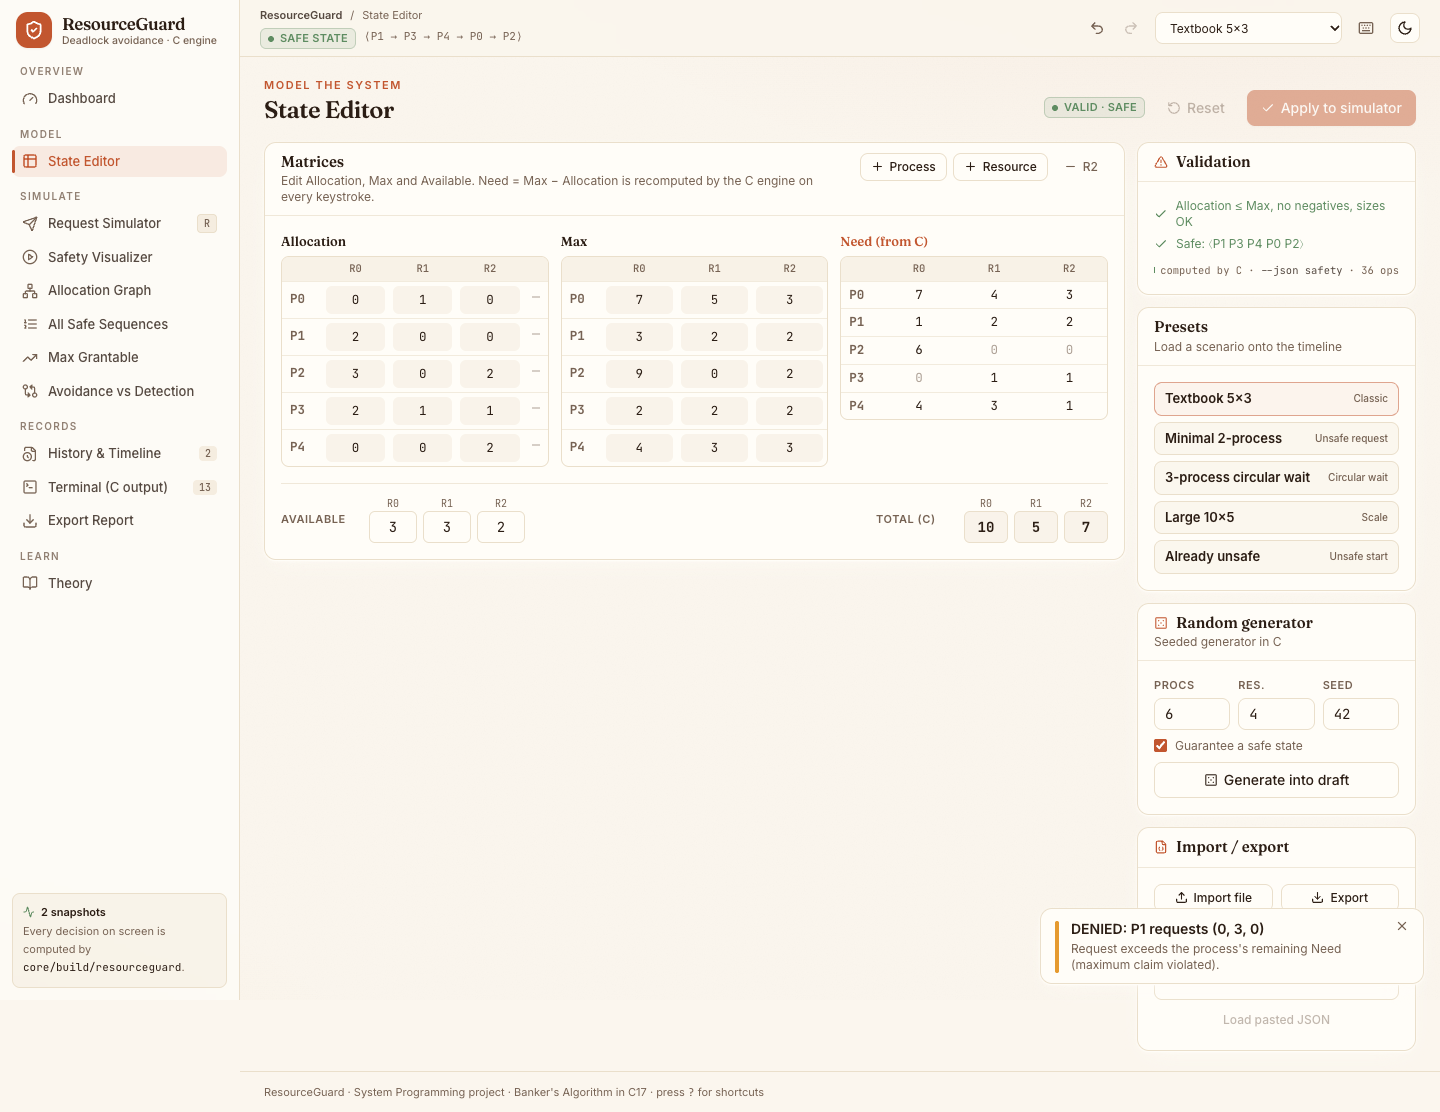 ResourceGuard
Deadlock avoidance · C engine
OVERVIEW
Dashboard
MODEL
State Editor
SIMULATE
Request Simulator R
Safety Visualizer
Allocation Graph
All Safe Sequences
Max Grantable
Avoidance vs Detection
RECORDS
History & Timeline 2
Terminal (C output) 13
Export Report
LEARN
Theory
2 snapshots
Every decision on screen is
computed by
core/build/resourceguard.
ResourceGuard / State Editor
SAFE STATE ⟨P1 → P3 → P4 → P0 → P2⟩
Textbook 5×3
MODEL THE SYSTEM
State Editor
VALID · SAFE
Reset
Apply to simulator
Matrices
Edit Allocation, Max and Available. Need = Max − Allocation is recomputed by the C engine on
every keystroke.
+ Process
+ Resource
− R2
Allocation
R0 R1 R2
P0 0 1 0 −
P1 2 0 0 −
P2 3 0 2 −
P3 2 1 1 −
P4 0 0 2 −
Max
R0 R1 R2
P0 7 5 3
P1 3 2 2
P2 9 0 2
P3 2 2 2
P4 4 3 3
Need (from C)
R0 R1 R2
P0 7 4 3
P1 1 2 2
P2 6 0 0
P3 0 1 1
P4 4 3 1
R0 R1 R2
AVAILABLE 3 3 2
R0 R1 R2
TOTAL (C) 10 5 7
Validation
Allocation ≤ Max, no negatives, sizes
OK
Safe: ⟨P1 P3 P4 P0 P2⟩
computed by C · --json safety · 36 ops
Presets
Load a scenario onto the timeline
Textbook 5×3 Classic
Minimal 2-process Unsafe request
3-process circular wait Circular wait
Large 10×5 Scale
Already unsafe Unsafe start
Random generator
Seeded generator in C
PROCS RES. SEED
6 4 42
Guarantee a safe state
Generate into draft
Import / export
Import file
Export
DENIED: P1 requests (0, 3, 0)
Request exceeds the process's remaining Need
(maximum claim violated).
Load pasted JSON
ResourceGuard · System Programming project · Banker's Algorithm in C17 · press ? for shortcuts